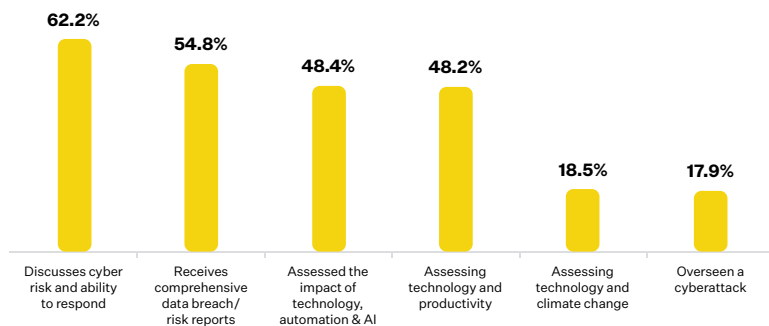 62.2%
54.8%
48.4%
48.2%
18.5%
17.9%
Discusses cyber
risk and ability
to respond
Receives
comprehensive
data breach/
risk reports
Assessed the
impact of
technology,
automation & AI
Assessing
technology and
productivity
Assessing
technology and
climate change
Overseen a
cyberattack